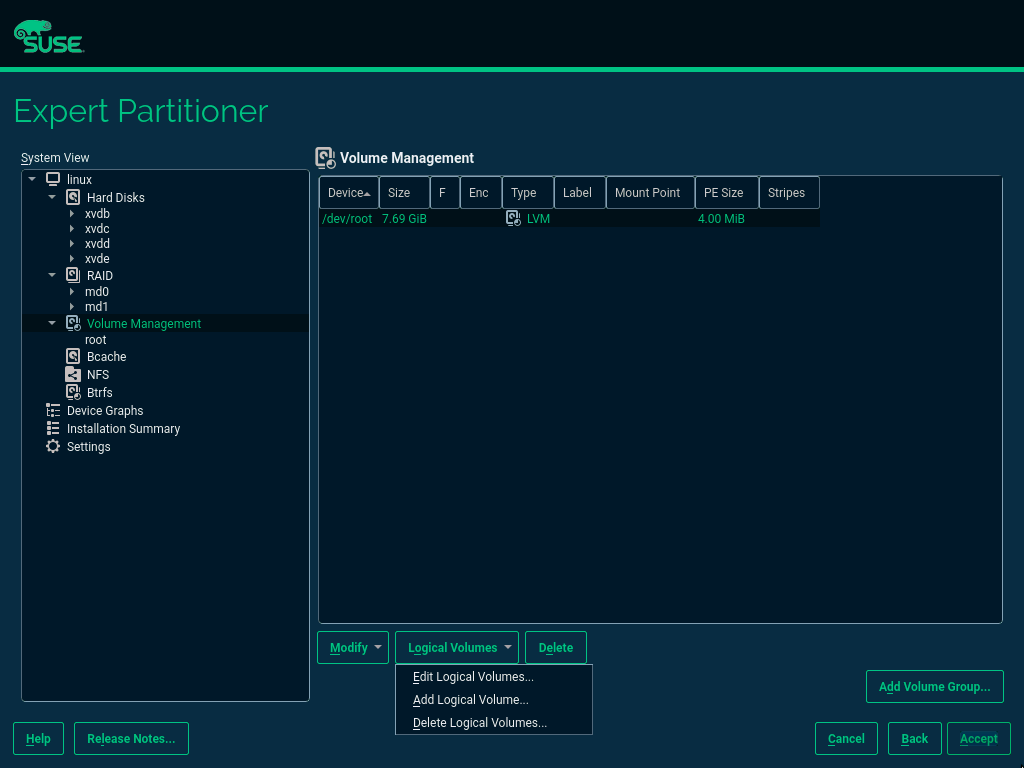 SUSE
Expert Partitioner
System View
linux
Hard Disks
xvdb
xvdc
xvdd
xvde
RAID
md0
md1
Volume Management
root
Bcache
NFS
Btrfs
Device Graphs
Installation Summary
Settings
Volume Management
Device Size F Enc Type Label Mount Point PE Size Stripes
/dev/root 7.69 GiB LVM 4.00 MiB
Modify Logical Volumes Delete
Edit Logical Volumes...
Add Logical Volume...
Delete Logical Volumes...
Add Volume Group...
Help Release Notes... Cancel Back Accept